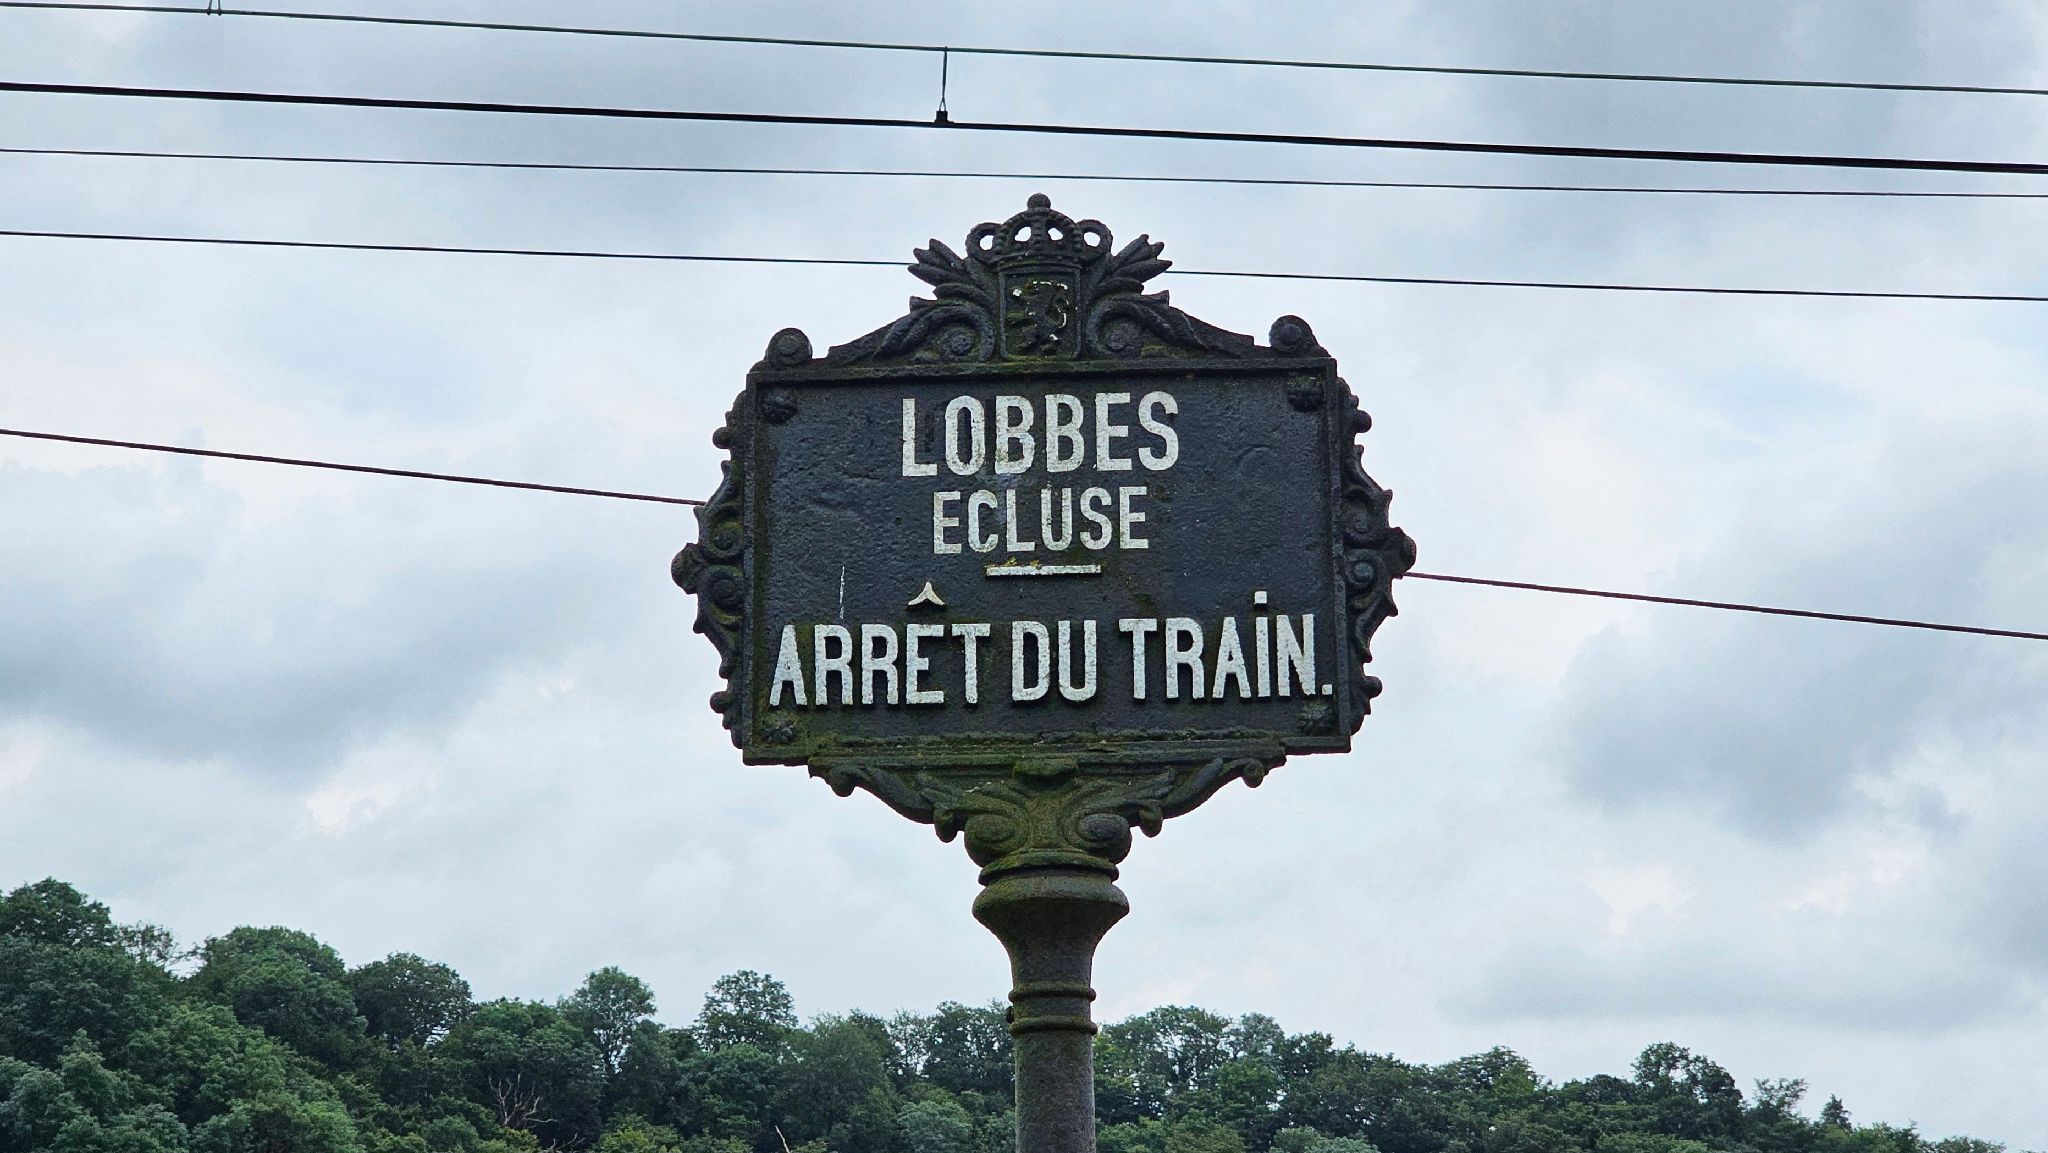 LOBBES
ECLUSE
ARRÊT DU TRAiN.